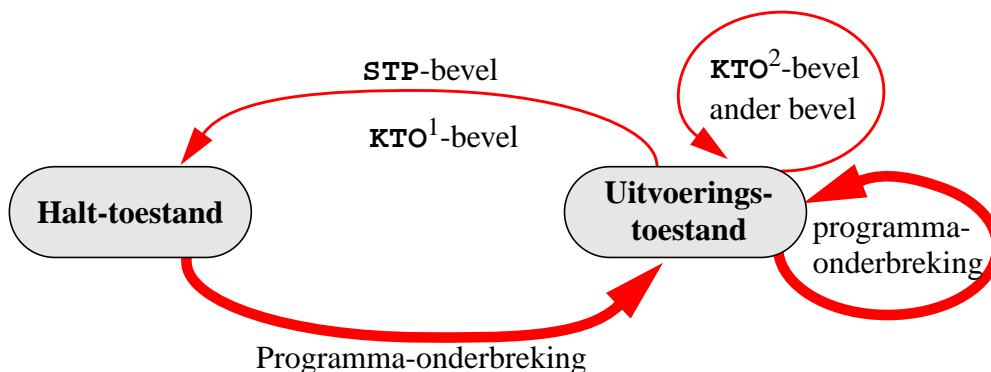 STP-bevel
KTO²-bevel
ander bevel
KTO¹-bevel
Halt-toestand
Uitvoerings-
toestand
programma-
onderbreking
Programma-onderbreking